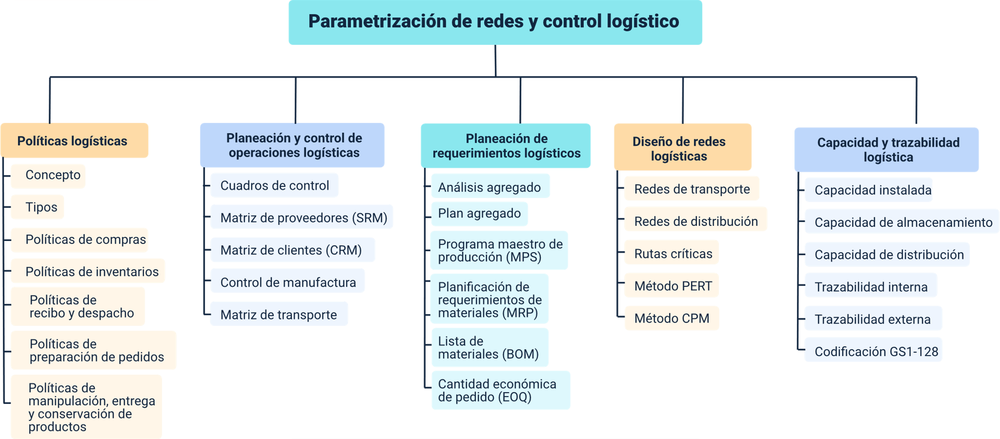 Parametrización de redes y control logístico
Políticas logísticas
Concepto
Tipos
Políticas de compras
Políticas de inventarios
Políticas de
recibo y despacho
Políticas de
preparación de pedidos
Políticas de
manipulación, entrega
y conservación de
productos
Planeación y control de
operaciones logísticas
Cuadros de control
Matriz de proveedores (SRM)
Matriz de clientes (CRM)
Control de manufactura
Matriz de transporte
Planeación de
requerimientos logísticos
Análisis agregado
Plan agregado
Programa maestro de
producción (MPS)
Planificación de
requerimientos de
materiales (MRP)
Lista de
materiales (BOM)
Cantidad económica
de pedido (EOQ)
Diseño de redes
logísticas
Redes de transporte
Redes de distribución
Rutas críticas
Método PERT
Método CPM
Capacidad y trazabilidad
logística
Capacidad instalada
Capacidad de almacenamiento
Capacidad de distribución
Trazabilidad interna
Trazabilidad externa
Codificación GS1-128